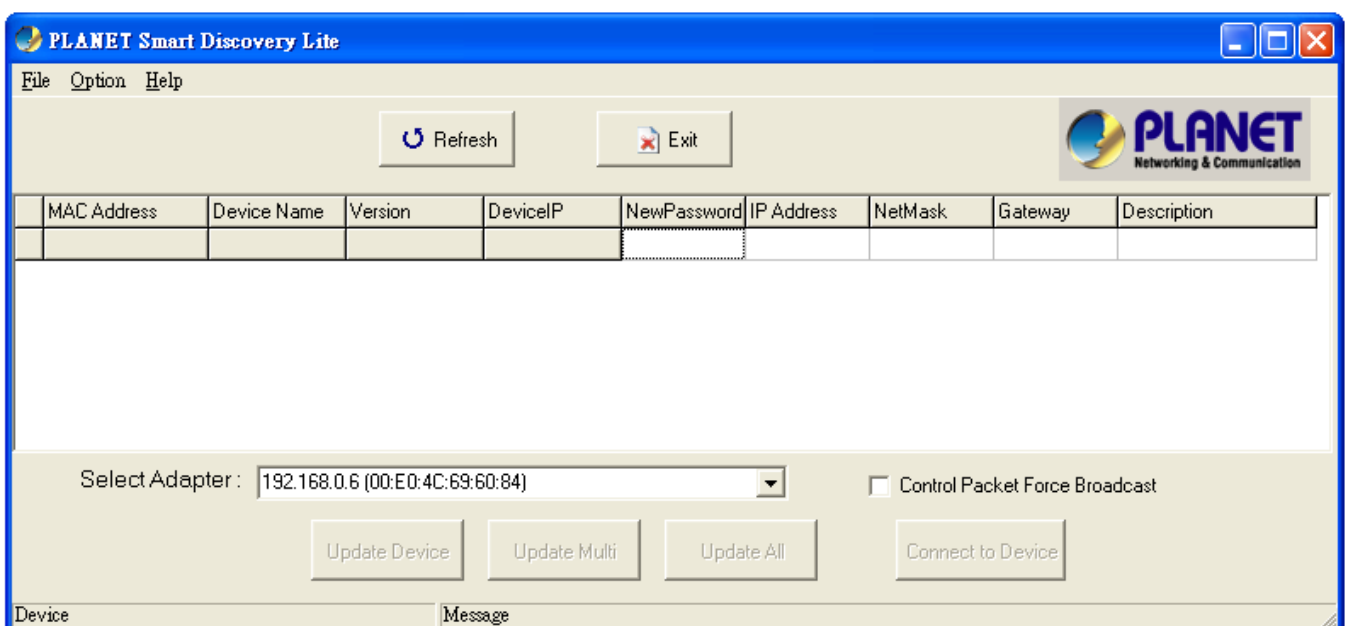 PLANET Smart Discovery Lite
File Option Help
Refresh Exit
PLANET
Networking & Communication
MAC Address Device Name Version DeviceIP NewPassword IP Address NetMask Gateway Description
Select Adapter : 192.168.0.6 (00:E0:4C:69:60:84) Control Packet Force Broadcast
Update Device Update Multi Update All Connect to Device
Device Message